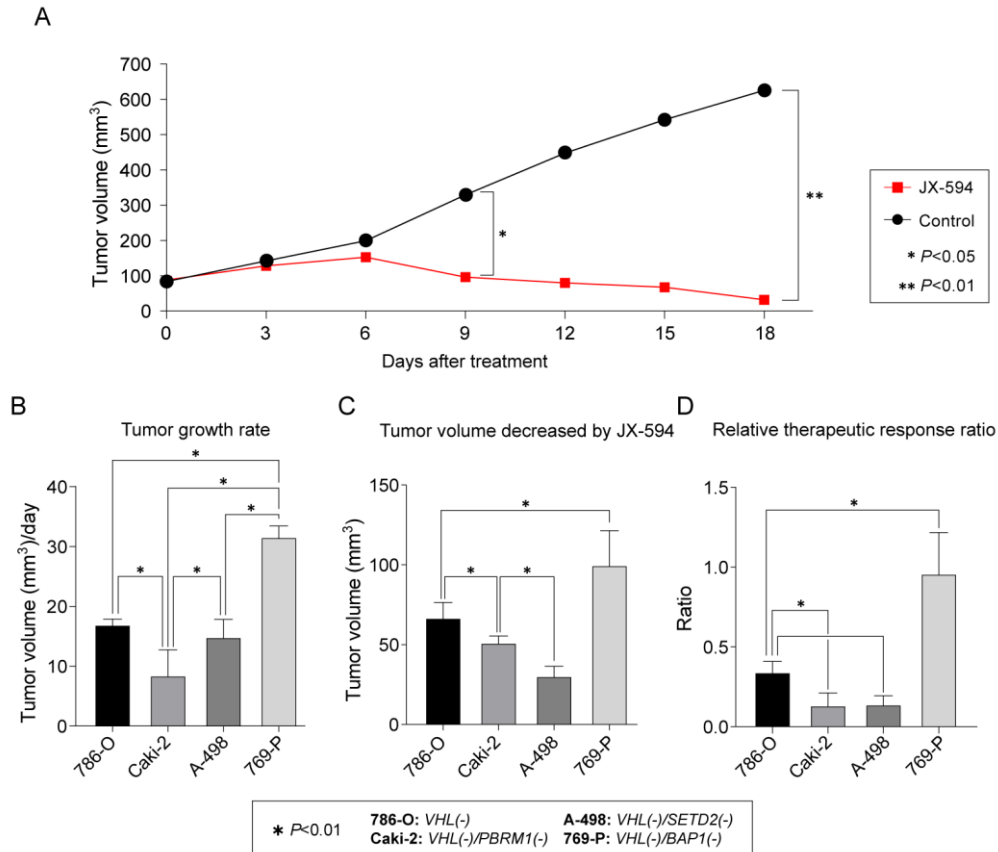 A
700
600
500
400
300
200
100
0
Tumor volume (mm³)
0 3 6 9 12 15 18
Days after treatment
*
**
JX-594
Control
* P<0.05
** P<0.01
B
Tumor growth rate
40
30
20
10
0
Tumor volume (mm³)/day
*
*
*
*
*
786-O Caki-2 A-498 769-P
C
Tumor volume decreased by JX-594
150
100
50
0
Tumor volume (mm³)
*
*
*
786-O Caki-2 A-498 769-P
D
Relative therapeutic response ratio
1.5
1.0
0.5
0.0
Ratio
*
*
786-O Caki-2 A-498 769-P
* P<0.01
786-O: VHL(-) A-498: VHL(-)/SETD2(-)
Caki-2: VHL(-)/PBRM1(-) 769-P: VHL(-)/BAP1(-)